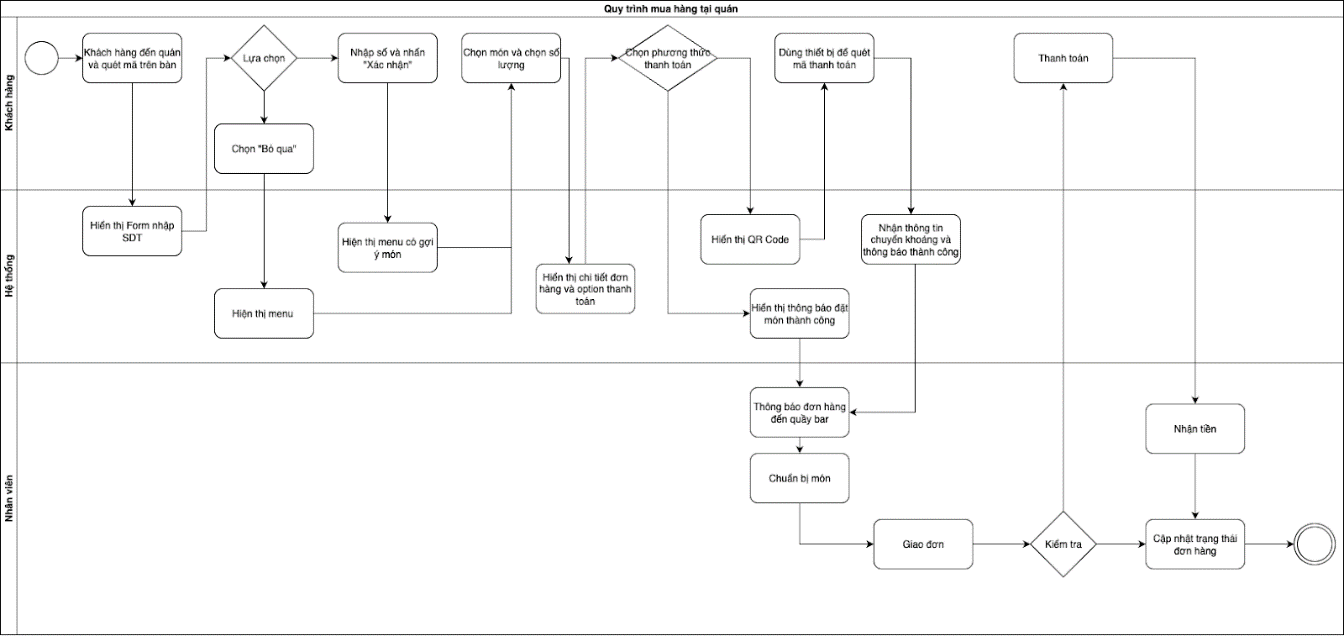 Quy trình mua hàng tại quán
Khách hàng
Khách hàng đến quán
và quét mã trên bàn
Lựa chọn
Nhập số và nhấn
"Xác nhận"
Chọn món và chọn số
lượng
Chọn phương thức
thanh toán
Dùng thiết bị để quét
mã thanh toán
Thanh toán
Chọn "Bỏ qua"
Hệ thống
Hiển thị Form nhập
SDT
Hiện thị menu có gợi
ý món
Hiển thị QR Code
Nhận thông tin
chuyển khoảng và
thông báo thành công
Hiển thị chi tiết đơn
hàng và option thanh
toán
Hiện thị menu
Hiển thị thông báo đặt
món thành công
Nhân viên
Thông báo đơn hàng
đến quầy bar
Nhận tiền
Chuẩn bị món
Giao đơn
Kiểm tra
Cập nhật trạng thái
đơn hàng